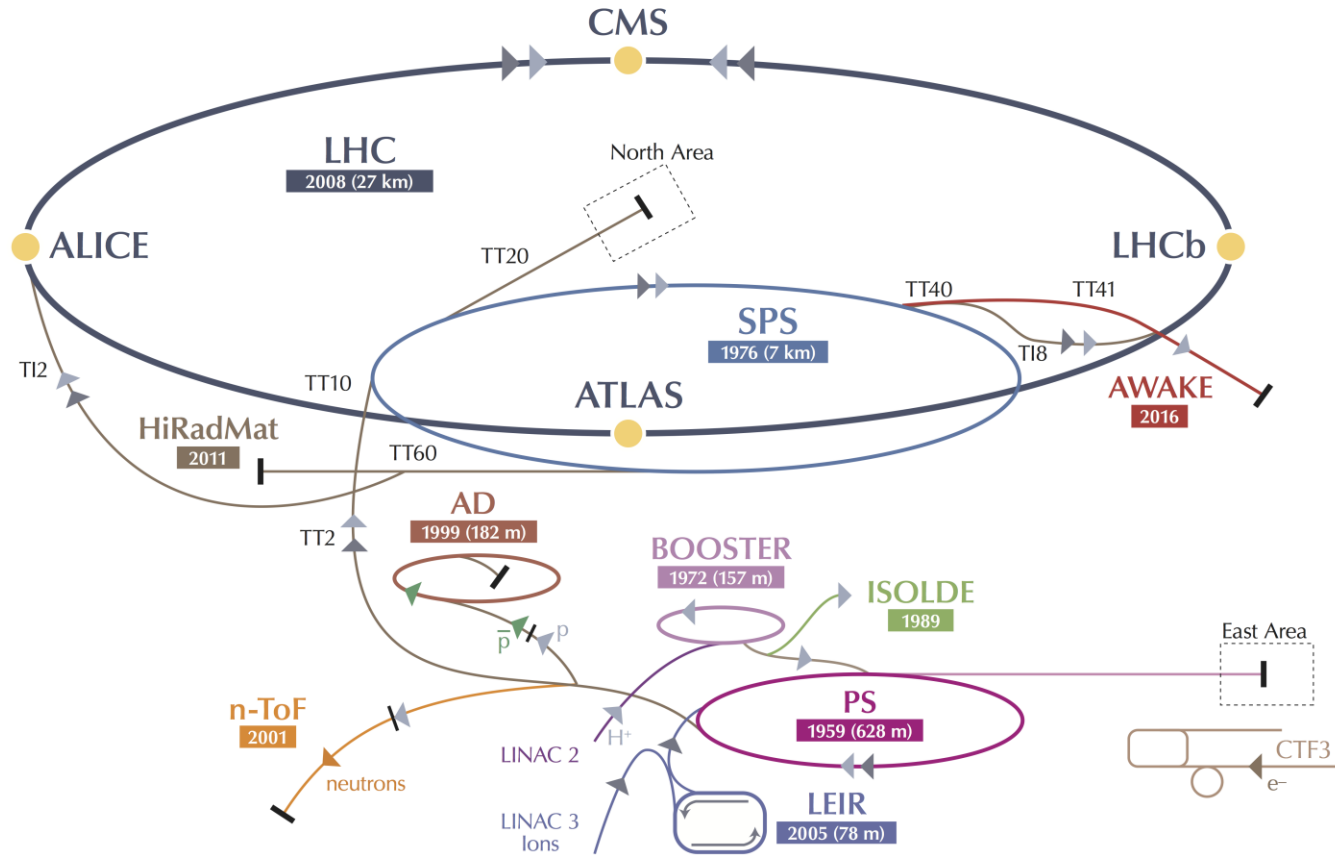 CMS
LHC
2008 (27 km)
North Area
ALICE
LHCb
TT20
TT40
TT41
SPS
1976 (7 km)
TI8
TI2
TT10
ATLAS
AWAKE
2016
HiRadMat
2011
TT60
AD
1999 (182 m)
TT2
BOOSTER
1972 (157 m)
ISOLDE
1989
p̅
p
East Area
n-ToF
2001
PS
1959 (628 m)
H⁺
LINAC 2
neutrons
CTF3
e⁻
LEIR
2005 (78 m)
LINAC 3
Ions